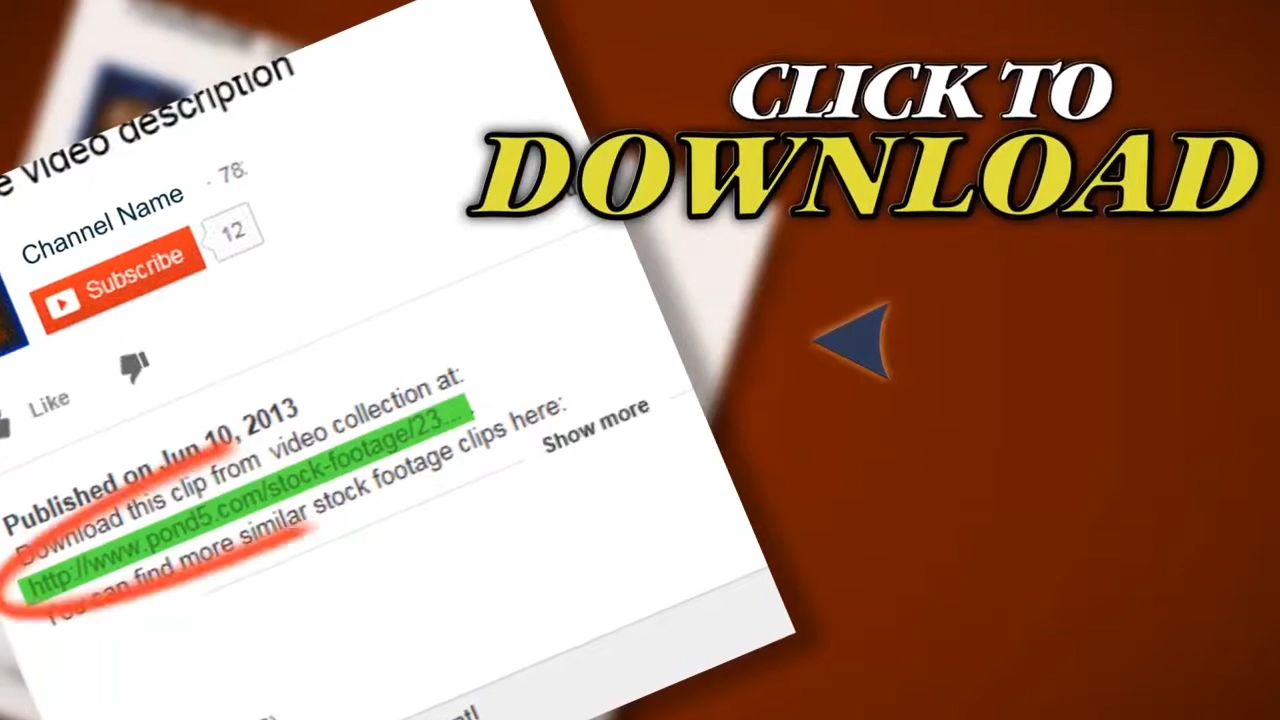 CLICK TO
DOWNLOAD
video description
Channel Name
78
Subscribe
12
Like
Published on Jun 10, 2013
Download this clip from video collection at:
http://www.pond5.com/stock-footage/23...
You can find more similar stock footage clips here:
Show more